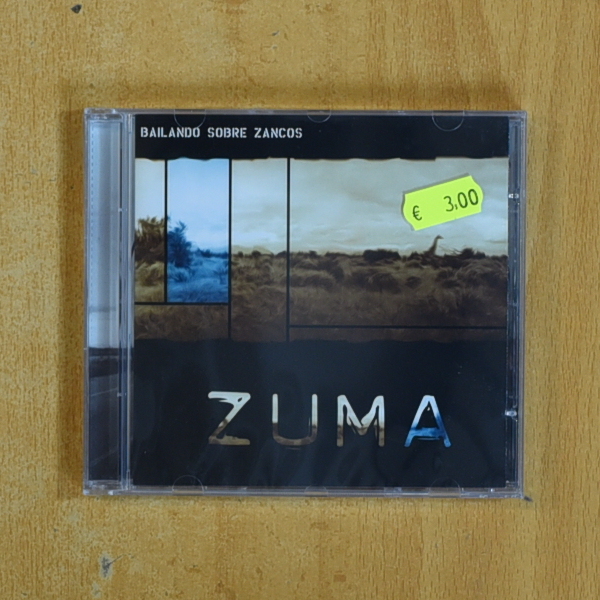 BAILANDO SOBRE ZANCOS
€ 3.00
ZUMA